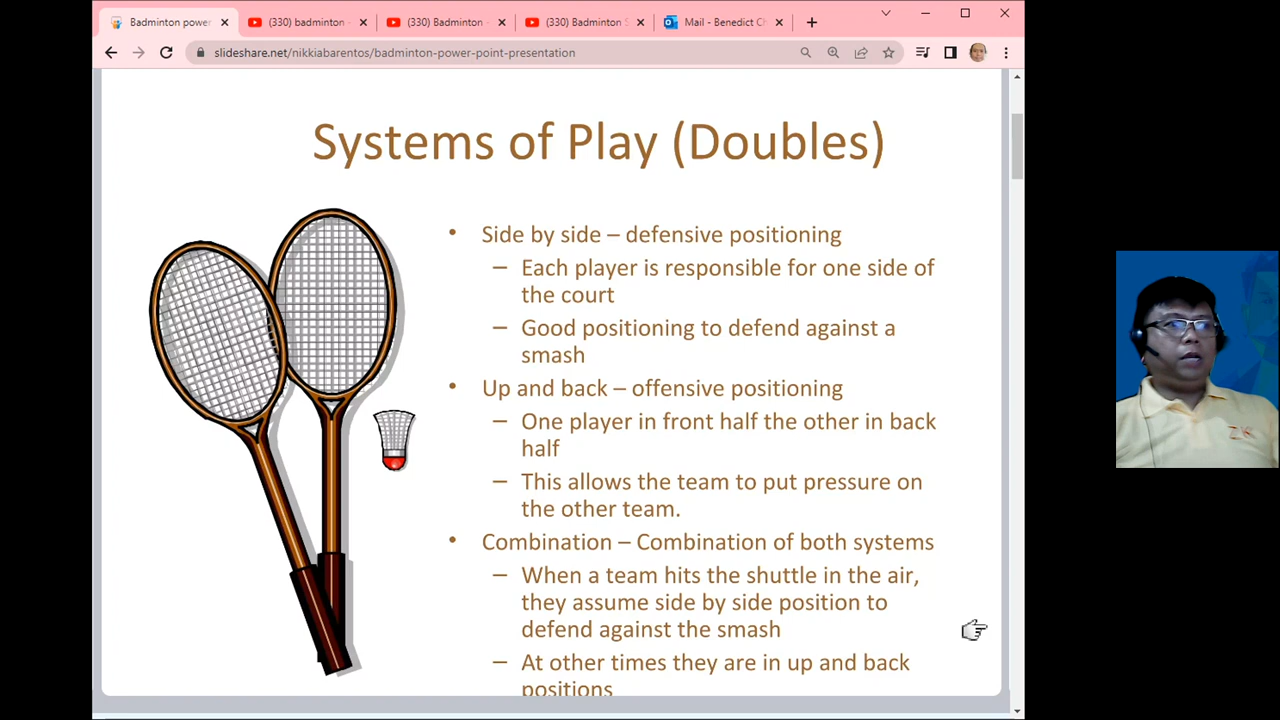 Badminton power
(330) badminton
(330) Badminton
(330) Badminton S
Mail - Benedict Ch
slideshare.net/nikkiabarentos/badminton-power-point-presentation
Systems of Play (Doubles)
• Side by side – defensive positioning
– Each player is responsible for one side of
the court
– Good positioning to defend against a
smash
• Up and back – offensive positioning
– One player in front half the other in back
half
– This allows the team to put pressure on
the other team.
• Combination – Combination of both systems
– When a team hits the shuttle in the air,
they assume side by side position to
defend against the smash
– At other times they are in up and back
positions